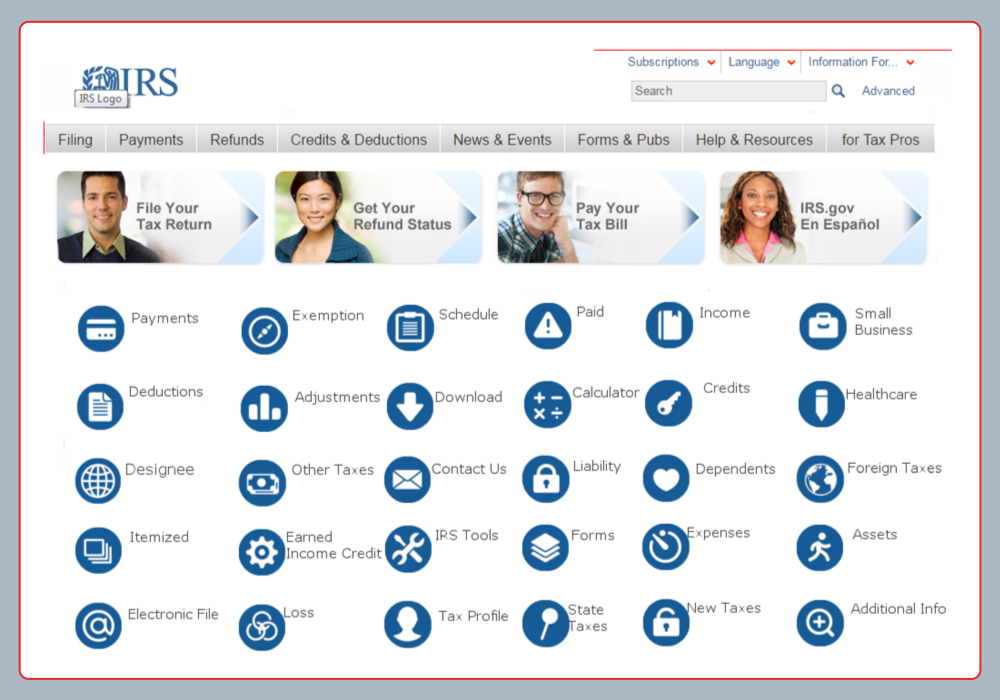 Subscriptions
Language
Information For...
IRS
IRS Logo
Search
Advanced
Filing
Payments
Refunds
Credits & Deductions
News & Events
Forms & Pubs
Help & Resources
for Tax Pros
File Your
Tax Return
Get Your
Refund Status
Pay Your
Tax Bill
IRS.gov
En Español
Payments
Exemption
Schedule
Paid
Income
Small
Business
Deductions
Adjustments
Download
Calculator
Credits
Healthcare
Designee
Other Taxes
Contact Us
Liability
Dependents
Foreign Taxes
Itemized
Earned
Income Credit
IRS Tools
Forms
Expenses
Assets
Electronic File
Loss
Tax Profile
State
Taxes
New Taxes
Additional Info